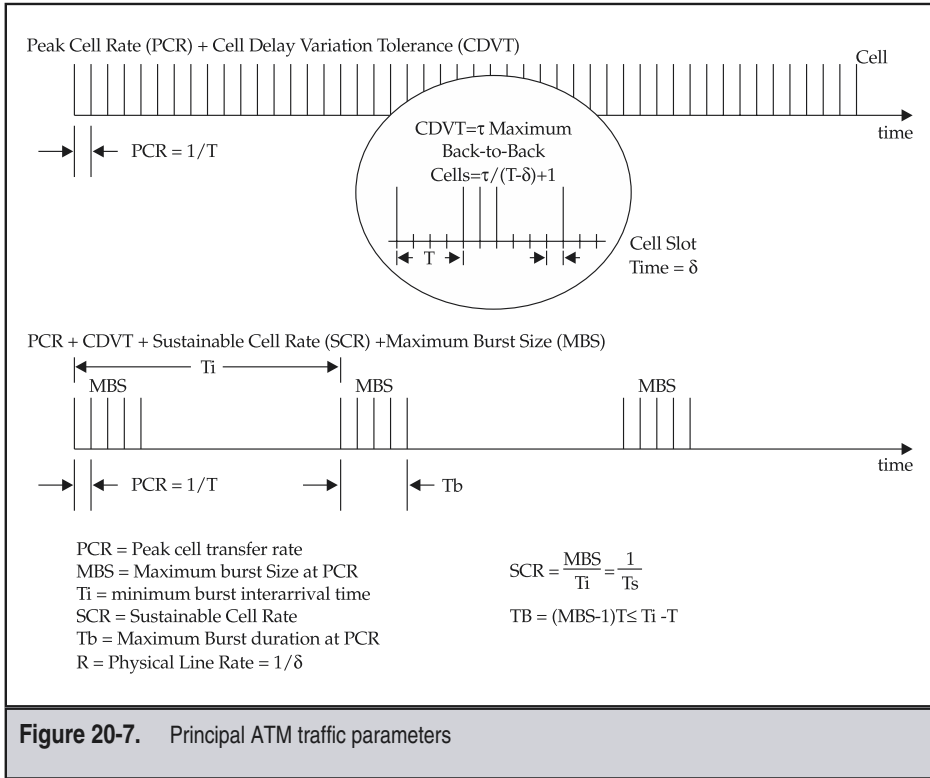 Peak Cell Rate (PCR) + Cell Delay Variation Tolerance (CDVT)
Cell
time
PCR = 1/T
CDVT=τ Maximum
Back-to-Back
Cells=τ/(T-δ)+1
T
Cell Slot
Time = δ
PCR + CDVT + Sustainable Cell Rate (SCR) +Maximum Burst Size (MBS)
Ti
MBS
MBS
MBS
time
PCR = 1/T
Tb
PCR = Peak cell transfer rate
MBS = Maximum burst Size at PCR
Ti = minimum burst interarrival time
SCR = Sustainable Cell Rate
Tb = Maximum Burst duration at PCR
R = Physical Line Rate = 1/δ
SCR = MBS/Ti = 1/Ts
TB = (MBS-1)T≤ Ti -T
Figure 20-7. Principal ATM traffic parameters